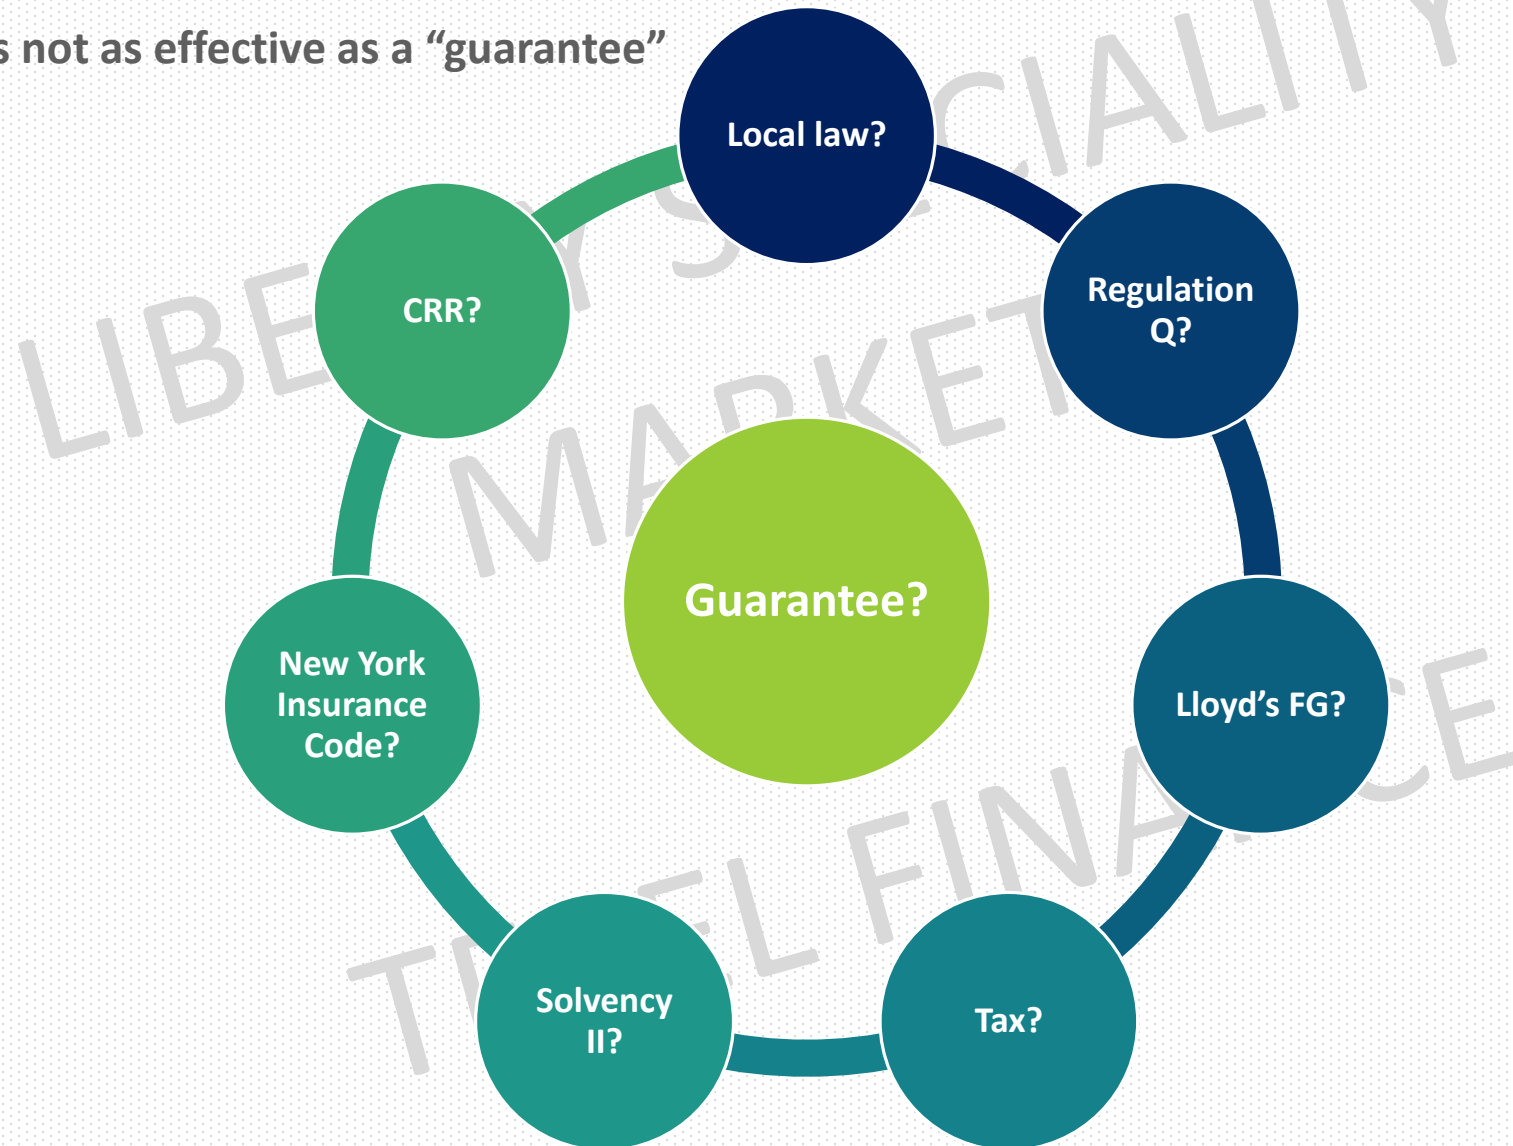 s not as effective as a “guarantee”
Local law?
Regulation
Q?
Lloyd’s FG?
Tax?
Solvency
II?
New York
Insurance
Code?
CRR?
Guarantee?
MARKET